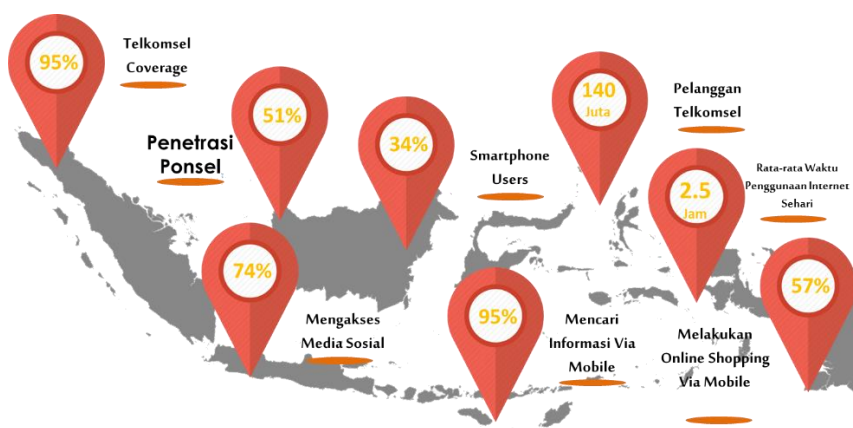 95%
Telkomsel
Coverage
Penetrasi
Ponsel
51%
34%
Smartphone
Users
140
Juta
Pelanggan
Telkomsel
2.5
Jam
Rata-rata Waktu
Penggunaan Internet
Sehari
74%
Mengakses
Media Sosial
95%
Mencari
Informasi Via
Mobile
Melakukan
Online Shopping
Via Mobile
57%